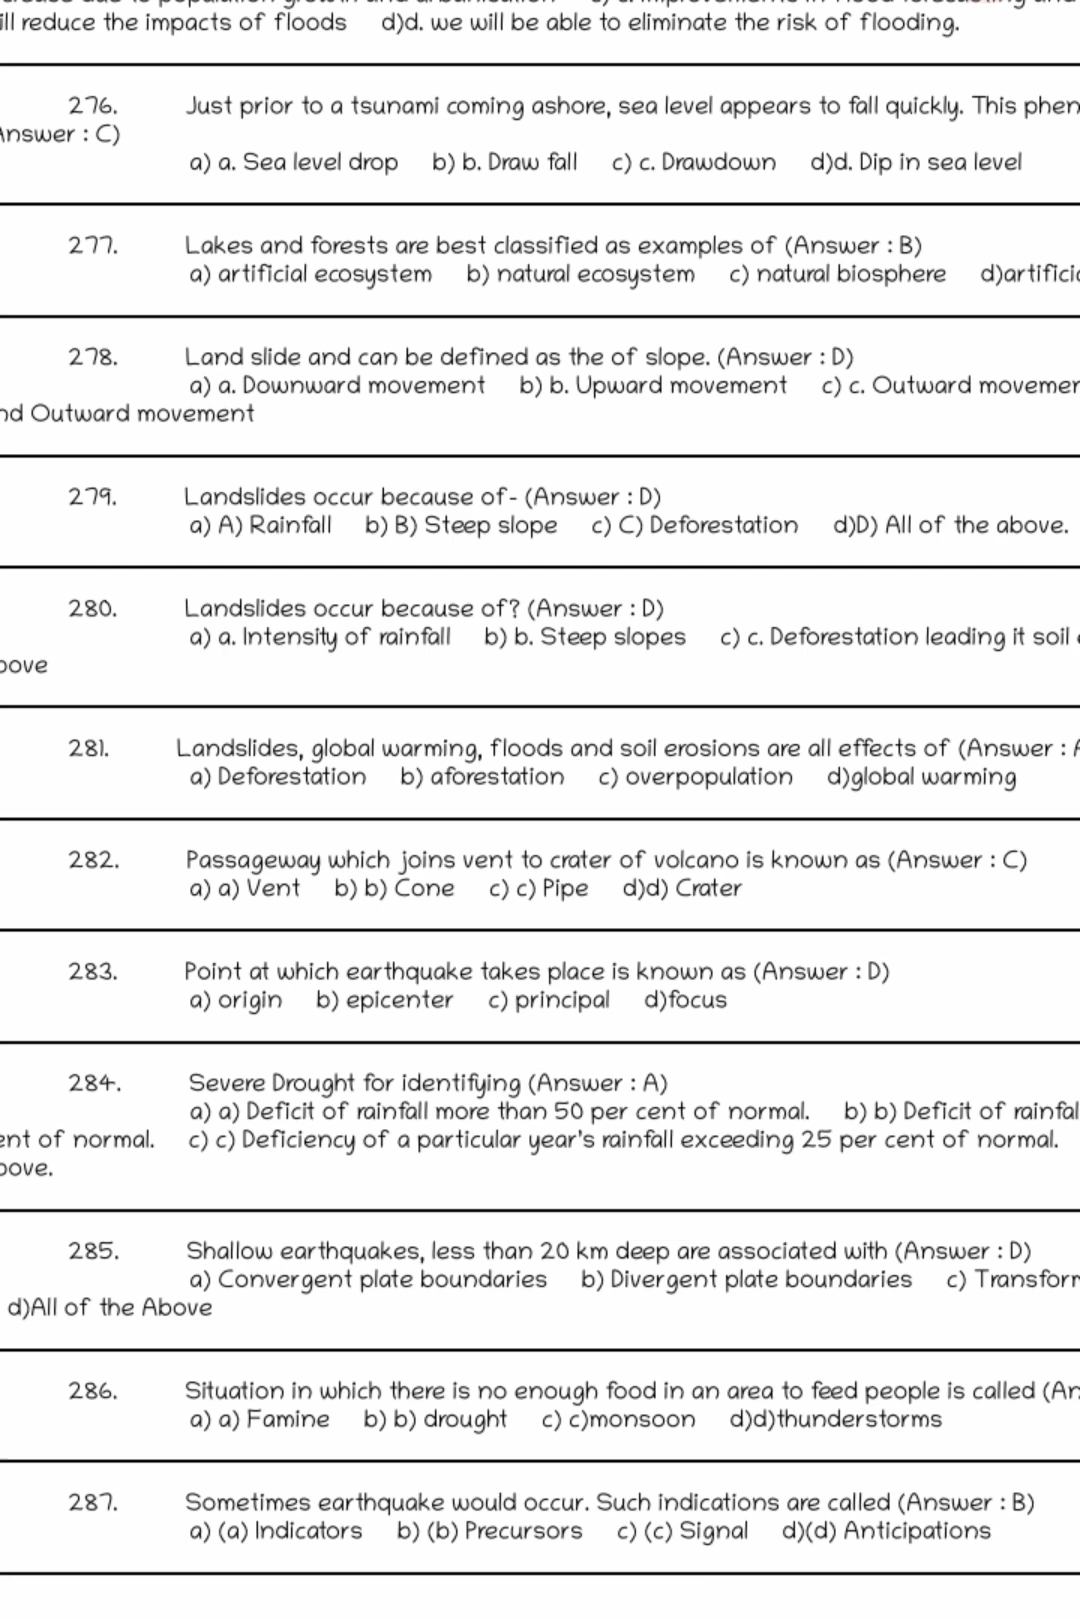 ill reduce the impacts of floods d)d. we will be able to eliminate the risk of flooding.
276. Just prior to a tsunami coming ashore, sea level appears to fall quickly. This phen
Answer : C)
a) a. Sea level drop b) b. Draw fall c) c. Drawdown d)d. Dip in sea level
277. Lakes and forests are best classified as examples of (Answer : B)
a) artificial ecosystem b) natural ecosystem c) natural biosphere d)artific
278. Land slide and can be defined as the of slope. (Answer : D)
a) a. Downward movement b) b. Upward movement c) c. Outward movemen
nd Outward movement
279. Landslides occur because of- (Answer : D)
a) A) Rainfall b) B) Steep slope c) C) Deforestation d)D) All of the above.
280. Landslides occur because of? (Answer : D)
a) a. Intensity of rainfall b) b. Steep slopes c) c. Deforestation leading it soil
bove
281. Landslides, global warming, floods and soil erosions are all effects of (Answer : A
a) Deforestation b) aforestation c) overpopulation d)global warming
282. Passageway which joins vent to crater of volcano is known as (Answer : C)
a) a) Vent b) b) Cone c) c) Pipe d)d) Crater
283. Point at which earthquake takes place is known as (Answer : D)
a) origin b) epicenter c) principal d)focus
284. Severe Drought for identifying (Answer : A)
a) a) Deficit of rainfall more than 50 per cent of normal. b) b) Deficit of rainfal
ent of normal. c) c) Deficiency of a particular year's rainfall exceeding 25 per cent of normal.
bove.
285. Shallow earthquakes, less than 20 km deep are associated with (Answer : D)
a) Convergent plate boundaries b) Divergent plate boundaries c) Transform
d)All of the Above
286. Situation in which there is no enough food in an area to feed people is called (An
a) a) Famine b) b) drought c) c)monsoon d)d)thunderstorms
287. Sometimes earthquake would occur. Such indications are called (Answer : B)
a) (a) Indicators b) (b) Precursors c) (c) Signal d)(d) Anticipations